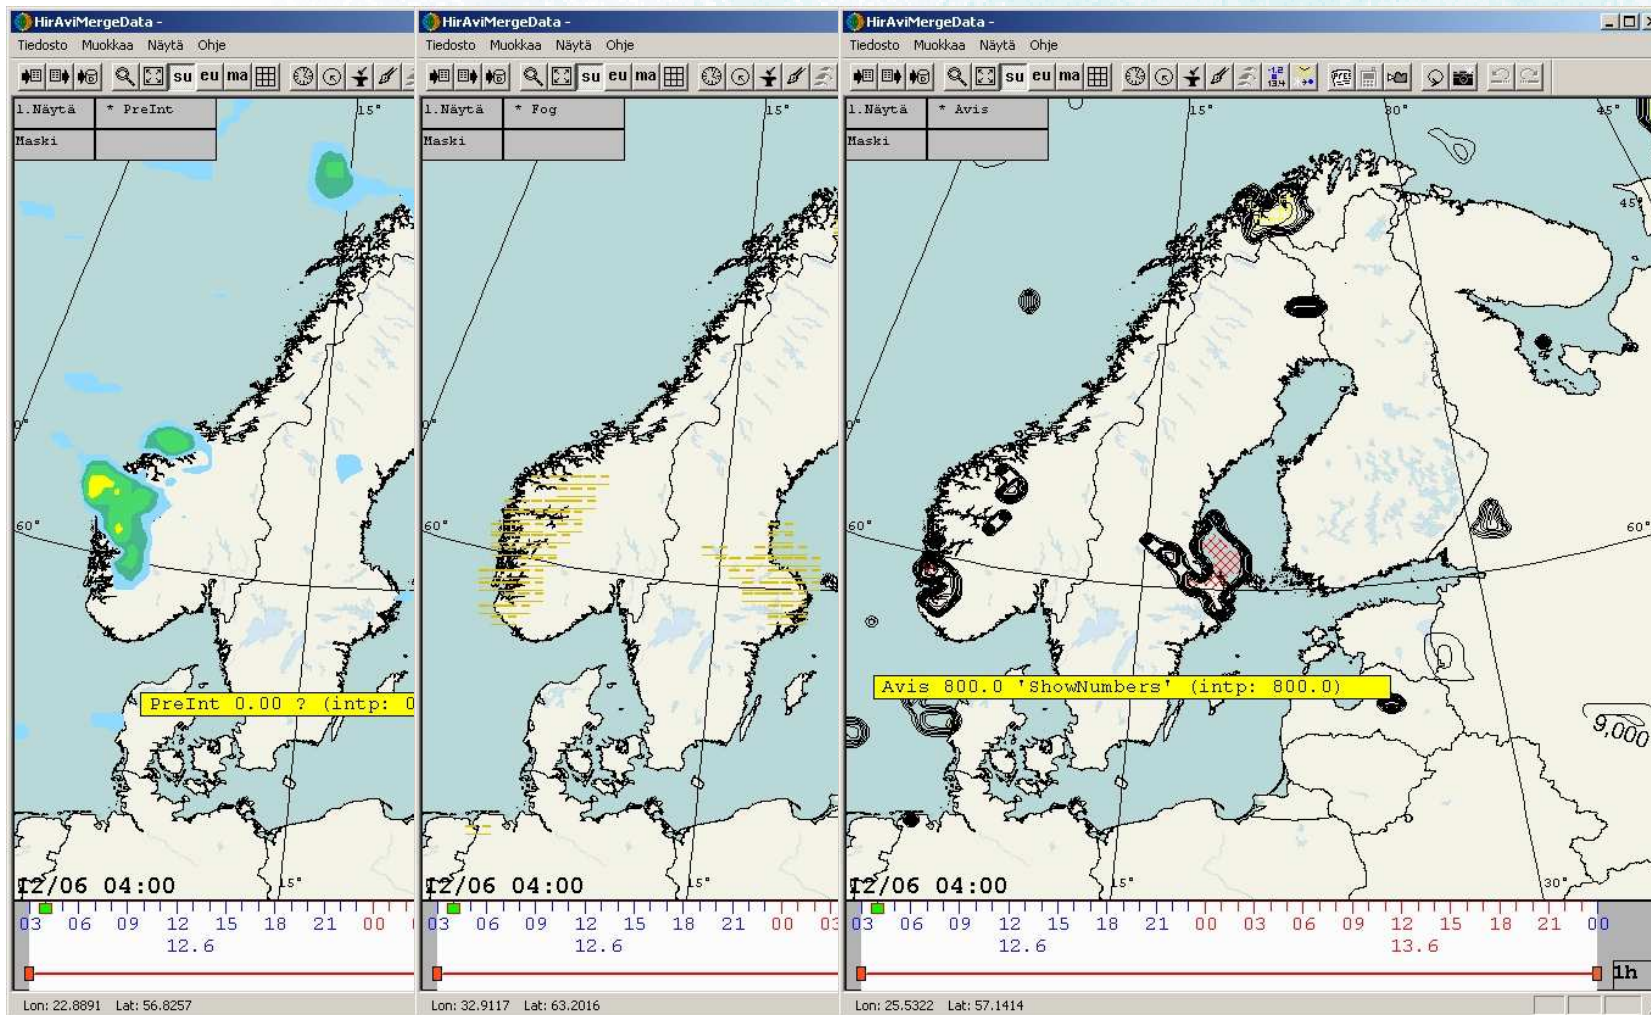 HirAviMergeData -
Tiedosto Muokkaa Näytä Ohje
su eu ma
1.Näytä * PreInt
Maski
15°
0°
60°
PreInt 0.00 ? (intp: 0
12/06 04:00
15°
03 06 09 12 15 18 21 00
12.6
Lon: 22.8891 Lat: 56.8257
HirAviMergeData -
Tiedosto Muokkaa Näytä Ohje
su eu ma
1.Näytä * Fog
Maski
15°
0°
60°
12/06 04:00
15°
03 06 09 12 15 18 21 00 03
12.6
Lon: 32.9117 Lat: 63.2016
HirAviMergeData -
Tiedosto Muokkaa Näytä Ohje
su eu ma
-1.2
13.4
1.Näytä * Avis
Maski
15° 30° 45°
45°
0°
60° 60°
Avis 800.0 'ShowNumbers' (intp: 800.0)
9,000
12/06 04:00
15° 30°
03 06 09 12 15 18 21 00 03 06 09 12 15 18 21 00
12.6 13.6
1h
Lon: 25.5322 Lat: 57.1414